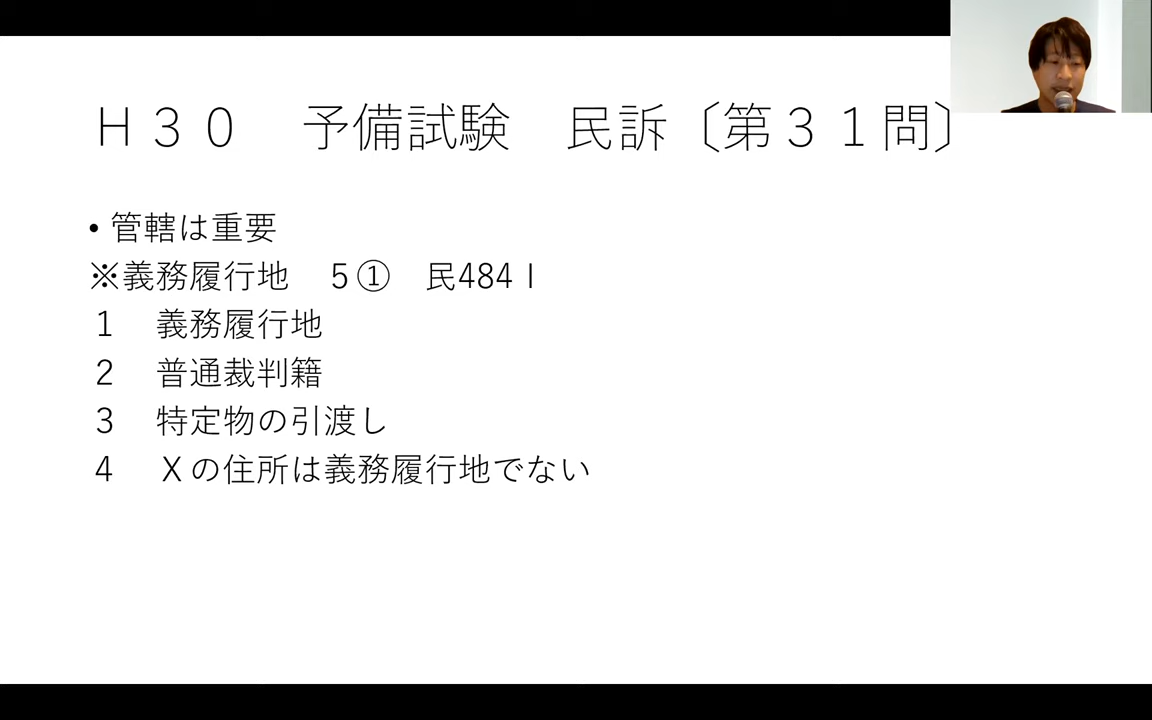 Ｈ３０　予備試験　民訴〔第３１問〕
• 管轄は重要
※義務履行地　５①　民484Ⅰ
１　義務履行地
２　普通裁判籍
３　特定物の引渡し
４　Ｘの住所は義務履行地でない